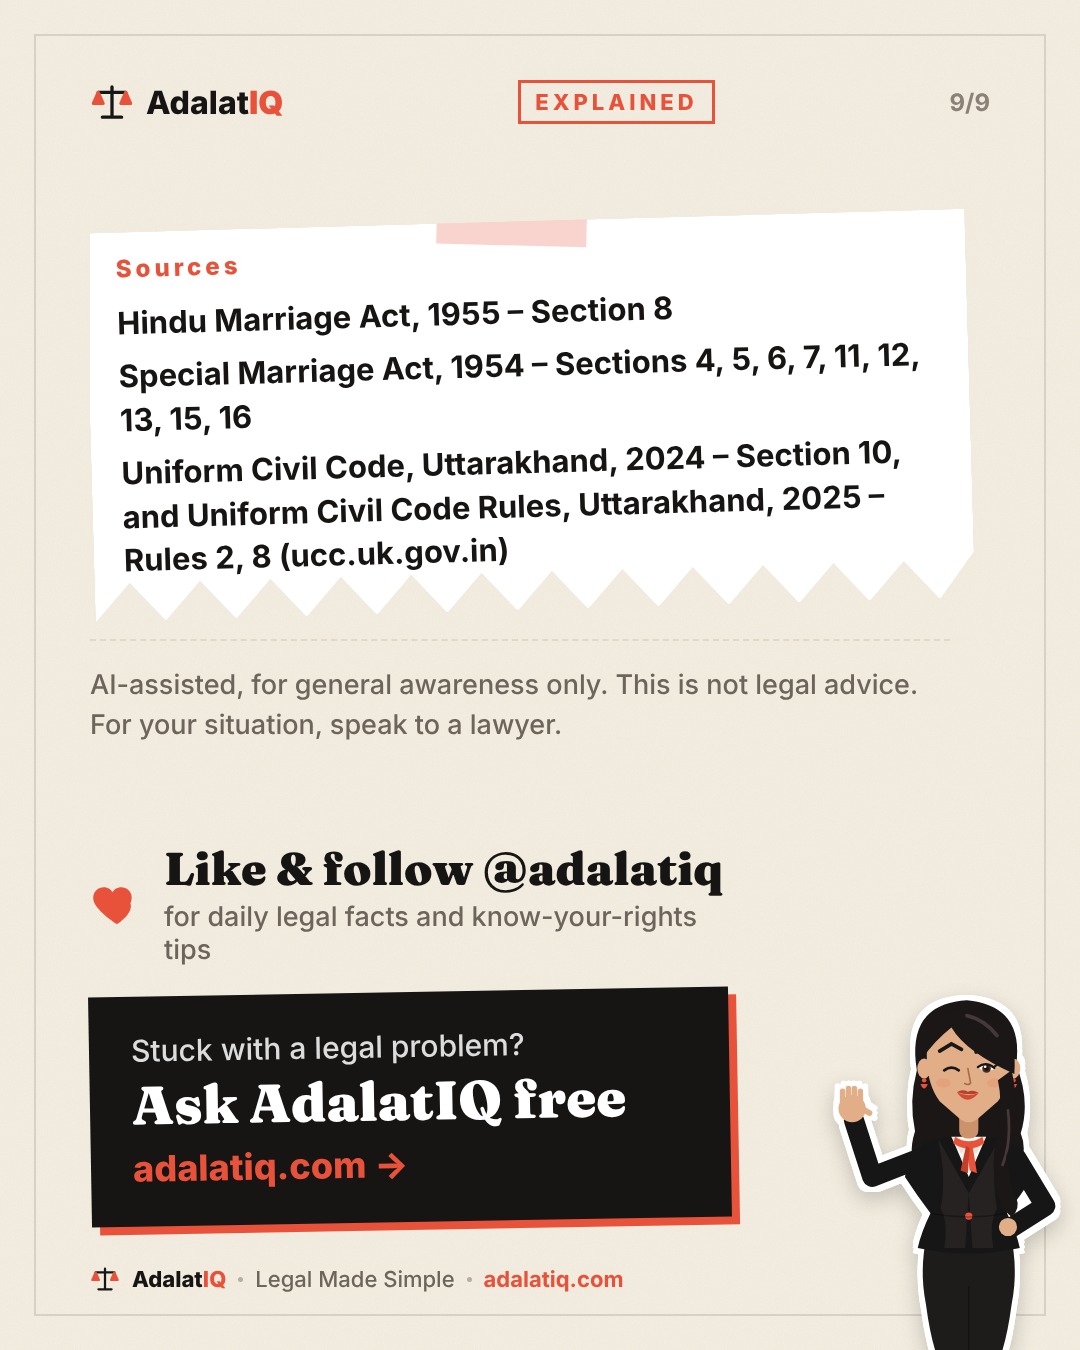 AdalatIQ
EXPLAINED
9/9
Sources
Hindu Marriage Act, 1955 – Section 8
Special Marriage Act, 1954 – Sections 4, 5, 6, 7, 11, 12,
13, 15, 16
Uniform Civil Code, Uttarakhand, 2024 – Section 10,
and Uniform Civil Code Rules, Uttarakhand, 2025 –
Rules 2, 8 (ucc.uk.gov.in)
AI-assisted, for general awareness only. This is not legal advice.
For your situation, speak to a lawyer.
Like & follow @adalatiq
for daily legal facts and know-your-rights
tips
Stuck with a legal problem?
Ask AdalatIQ free
adalatiq.com →
AdalatIQ • Legal Made Simple • adalatiq.com